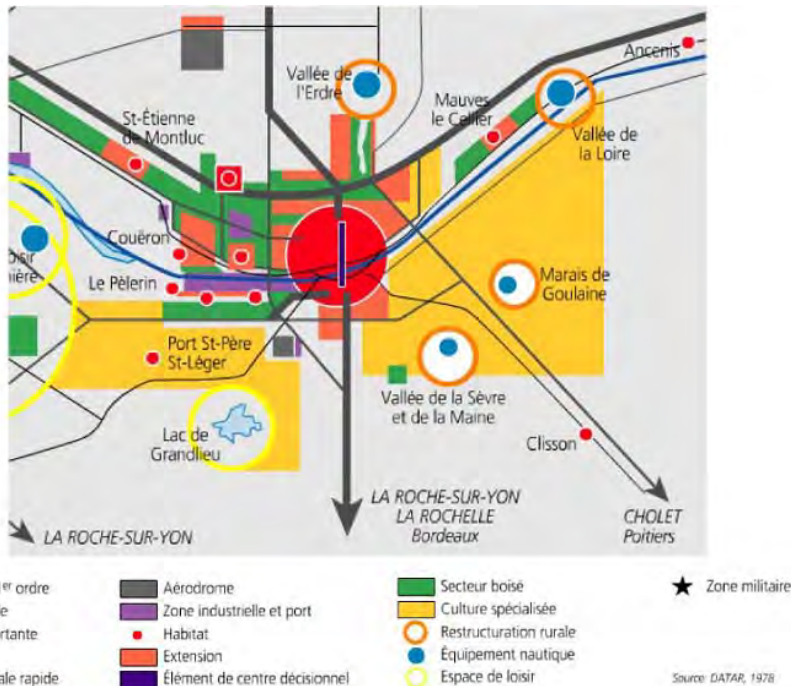 Ancenis
Vallée de
l'Erdre
Mauves
le Cellier
St-Étienne
de Montluc
Vallée de
la Loire
Couëron
Le Pèlerin
Marais de
Goulaine
Port St-Père
St-Léger
Vallée de la Sèvre
et de la Maine
Lac de
Grandlieu
Clisson
LA ROCHE-SUR-YON
LA ROCHELLE
Bordeaux
CHOLET
Poitiers
LA ROCHE-SUR-YON
1er ordre
Aérodrome
Secteur boisé
Zone militaire
Zone industrielle et port
Culture spécialisée
Habitat
Restructuration rurale
Extension
Équipement nautique
rapide
Élément de centre décisionnel
Espace de loisir
Source: DATAR, 1978